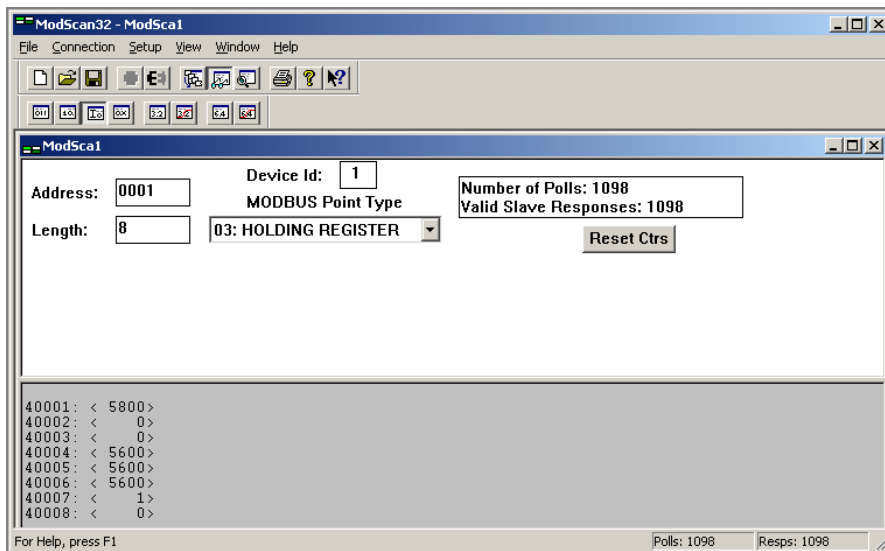 ModScan32 - ModSca1
File Connection Setup View Window Help
ModSca1
Address: 0001
Device Id: 1
MODBUS Point Type
Number of Polls: 1098
Valid Slave Responses: 1098
Length: 8
03: HOLDING REGISTER
Reset Ctrs
40001: < 5800>
40002: <    0>
40003: <    0>
40004: < 5600>
40005: < 5600>
40006: < 5600>
40007: <    1>
40008: <    0>
For Help, press F1
Polls: 1098
Resps: 1098